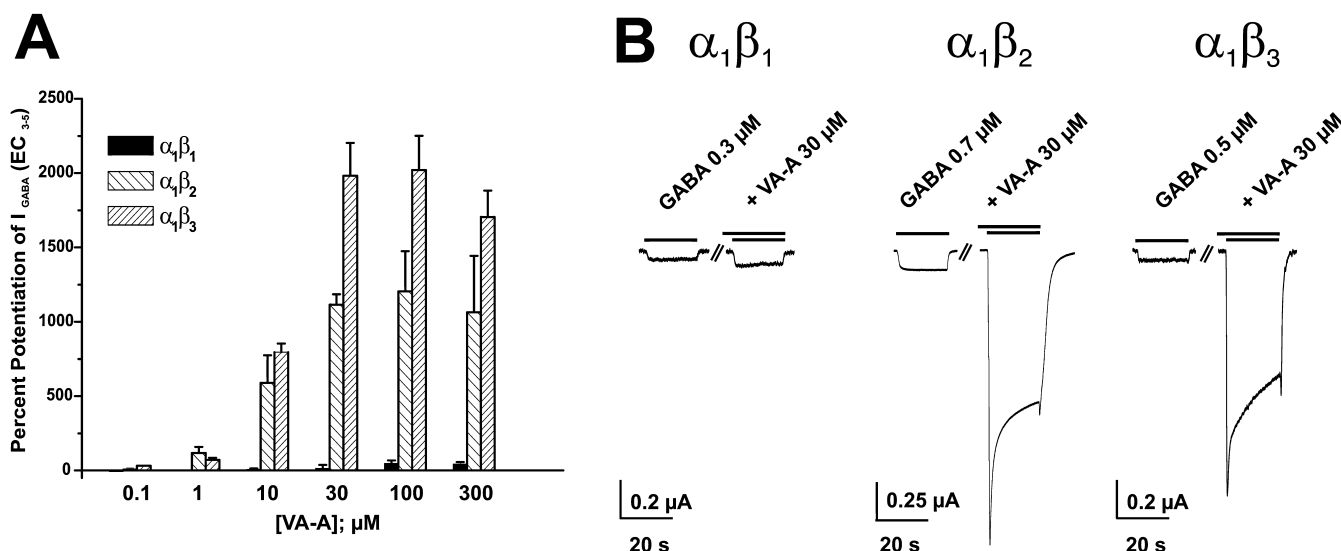 A
Percent Potentiation of I GABA (EC 3-5)
2500
2000
1500
1000
500
0
α1β1
α1β2
α1β3
0.1 1 10 30 100 300
[VA-A]; µM
B
α1β1
GABA 0.3 µM
+ VA-A 30 µM
0.2 µA
20 s
α1β2
GABA 0.7 µM
+ VA-A 30 µM
0.25 µA
20 s
α1β3
GABA 0.5 µM
+ VA-A 30 µM
0.2 µA
20 s